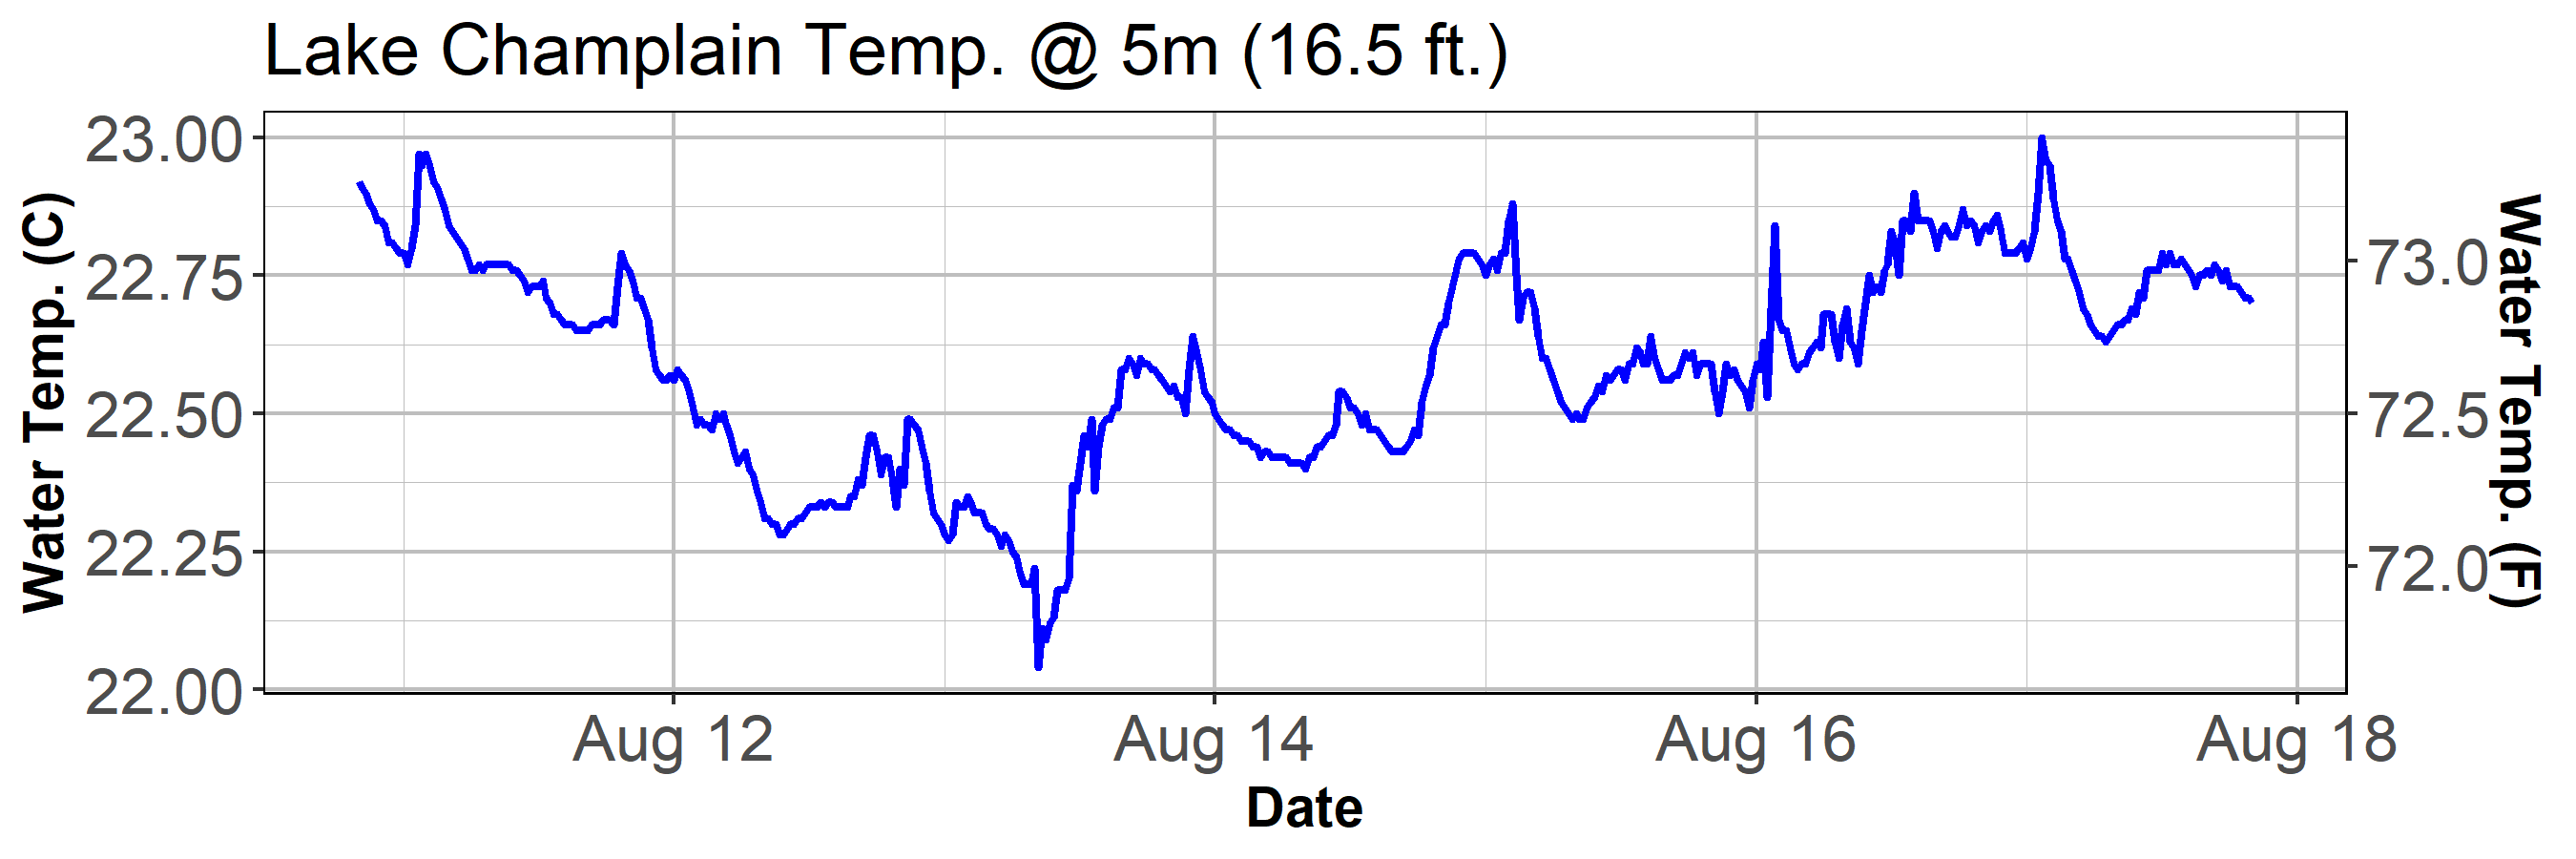 Lake Champlain Temp. @ 5m (16.5 ft.)
Water Temp. (C)
23.00
22.75
22.50
22.25
22.00
73.0
72.5
72.0
Water Temp. (F)
Aug 12
Aug 14
Aug 16
Aug 18
Date